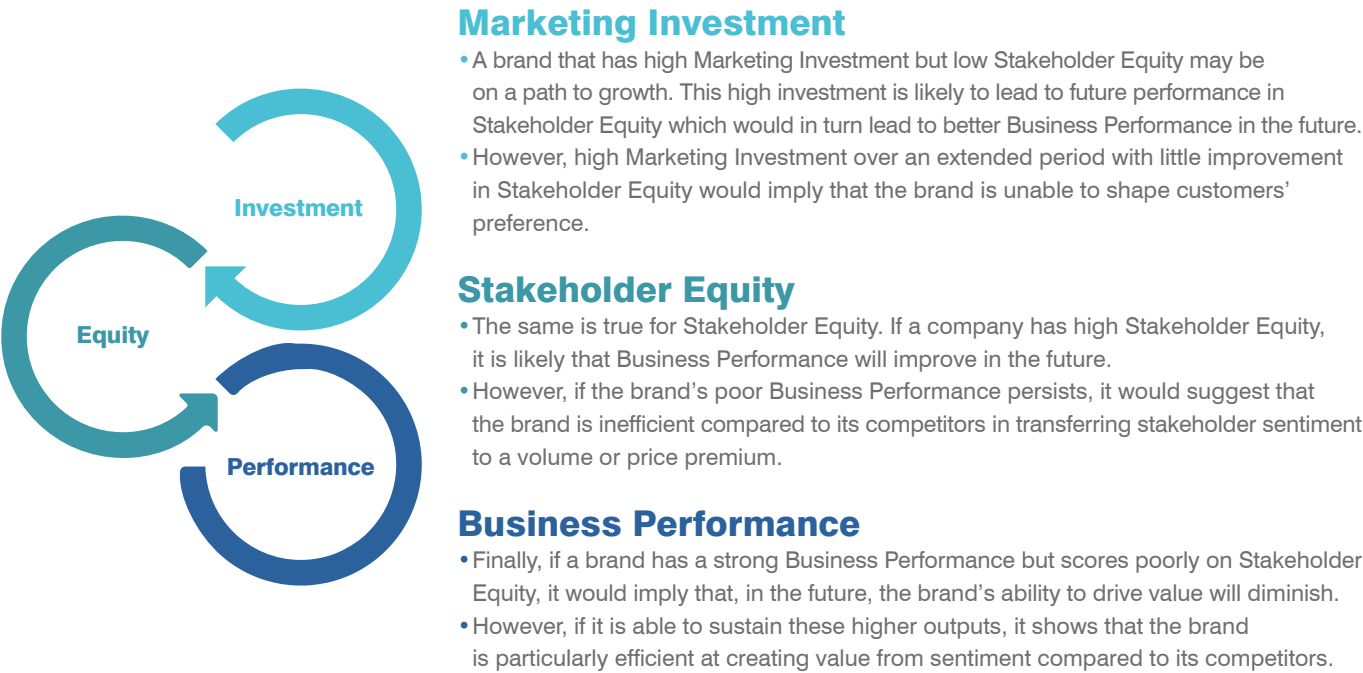 Marketing Investment
• A brand that has high Marketing Investment but low Stakeholder Equity may be
on a path to growth. This high investment is likely to lead to future performance in
Stakeholder Equity which would in turn lead to better Business Performance in the future.
• However, high Marketing Investment over an extended period with little improvement
in Stakeholder Equity would imply that the brand is unable to shape customers’
preference.
Investment
Stakeholder Equity
• The same is true for Stakeholder Equity. If a company has high Stakeholder Equity,
it is likely that Business Performance will improve in the future.
• However, if the brand’s poor Business Performance persists, it would suggest that
the brand is inefficient compared to its competitors in transferring stakeholder sentiment
to a volume or price premium.
Equity
Business Performance
• Finally, if a brand has a strong Business Performance but scores poorly on Stakeholder
Equity, it would imply that, in the future, the brand’s ability to drive value will diminish.
• However, if it is able to sustain these higher outputs, it shows that the brand
is particularly efficient at creating value from sentiment compared to its competitors.
Performance